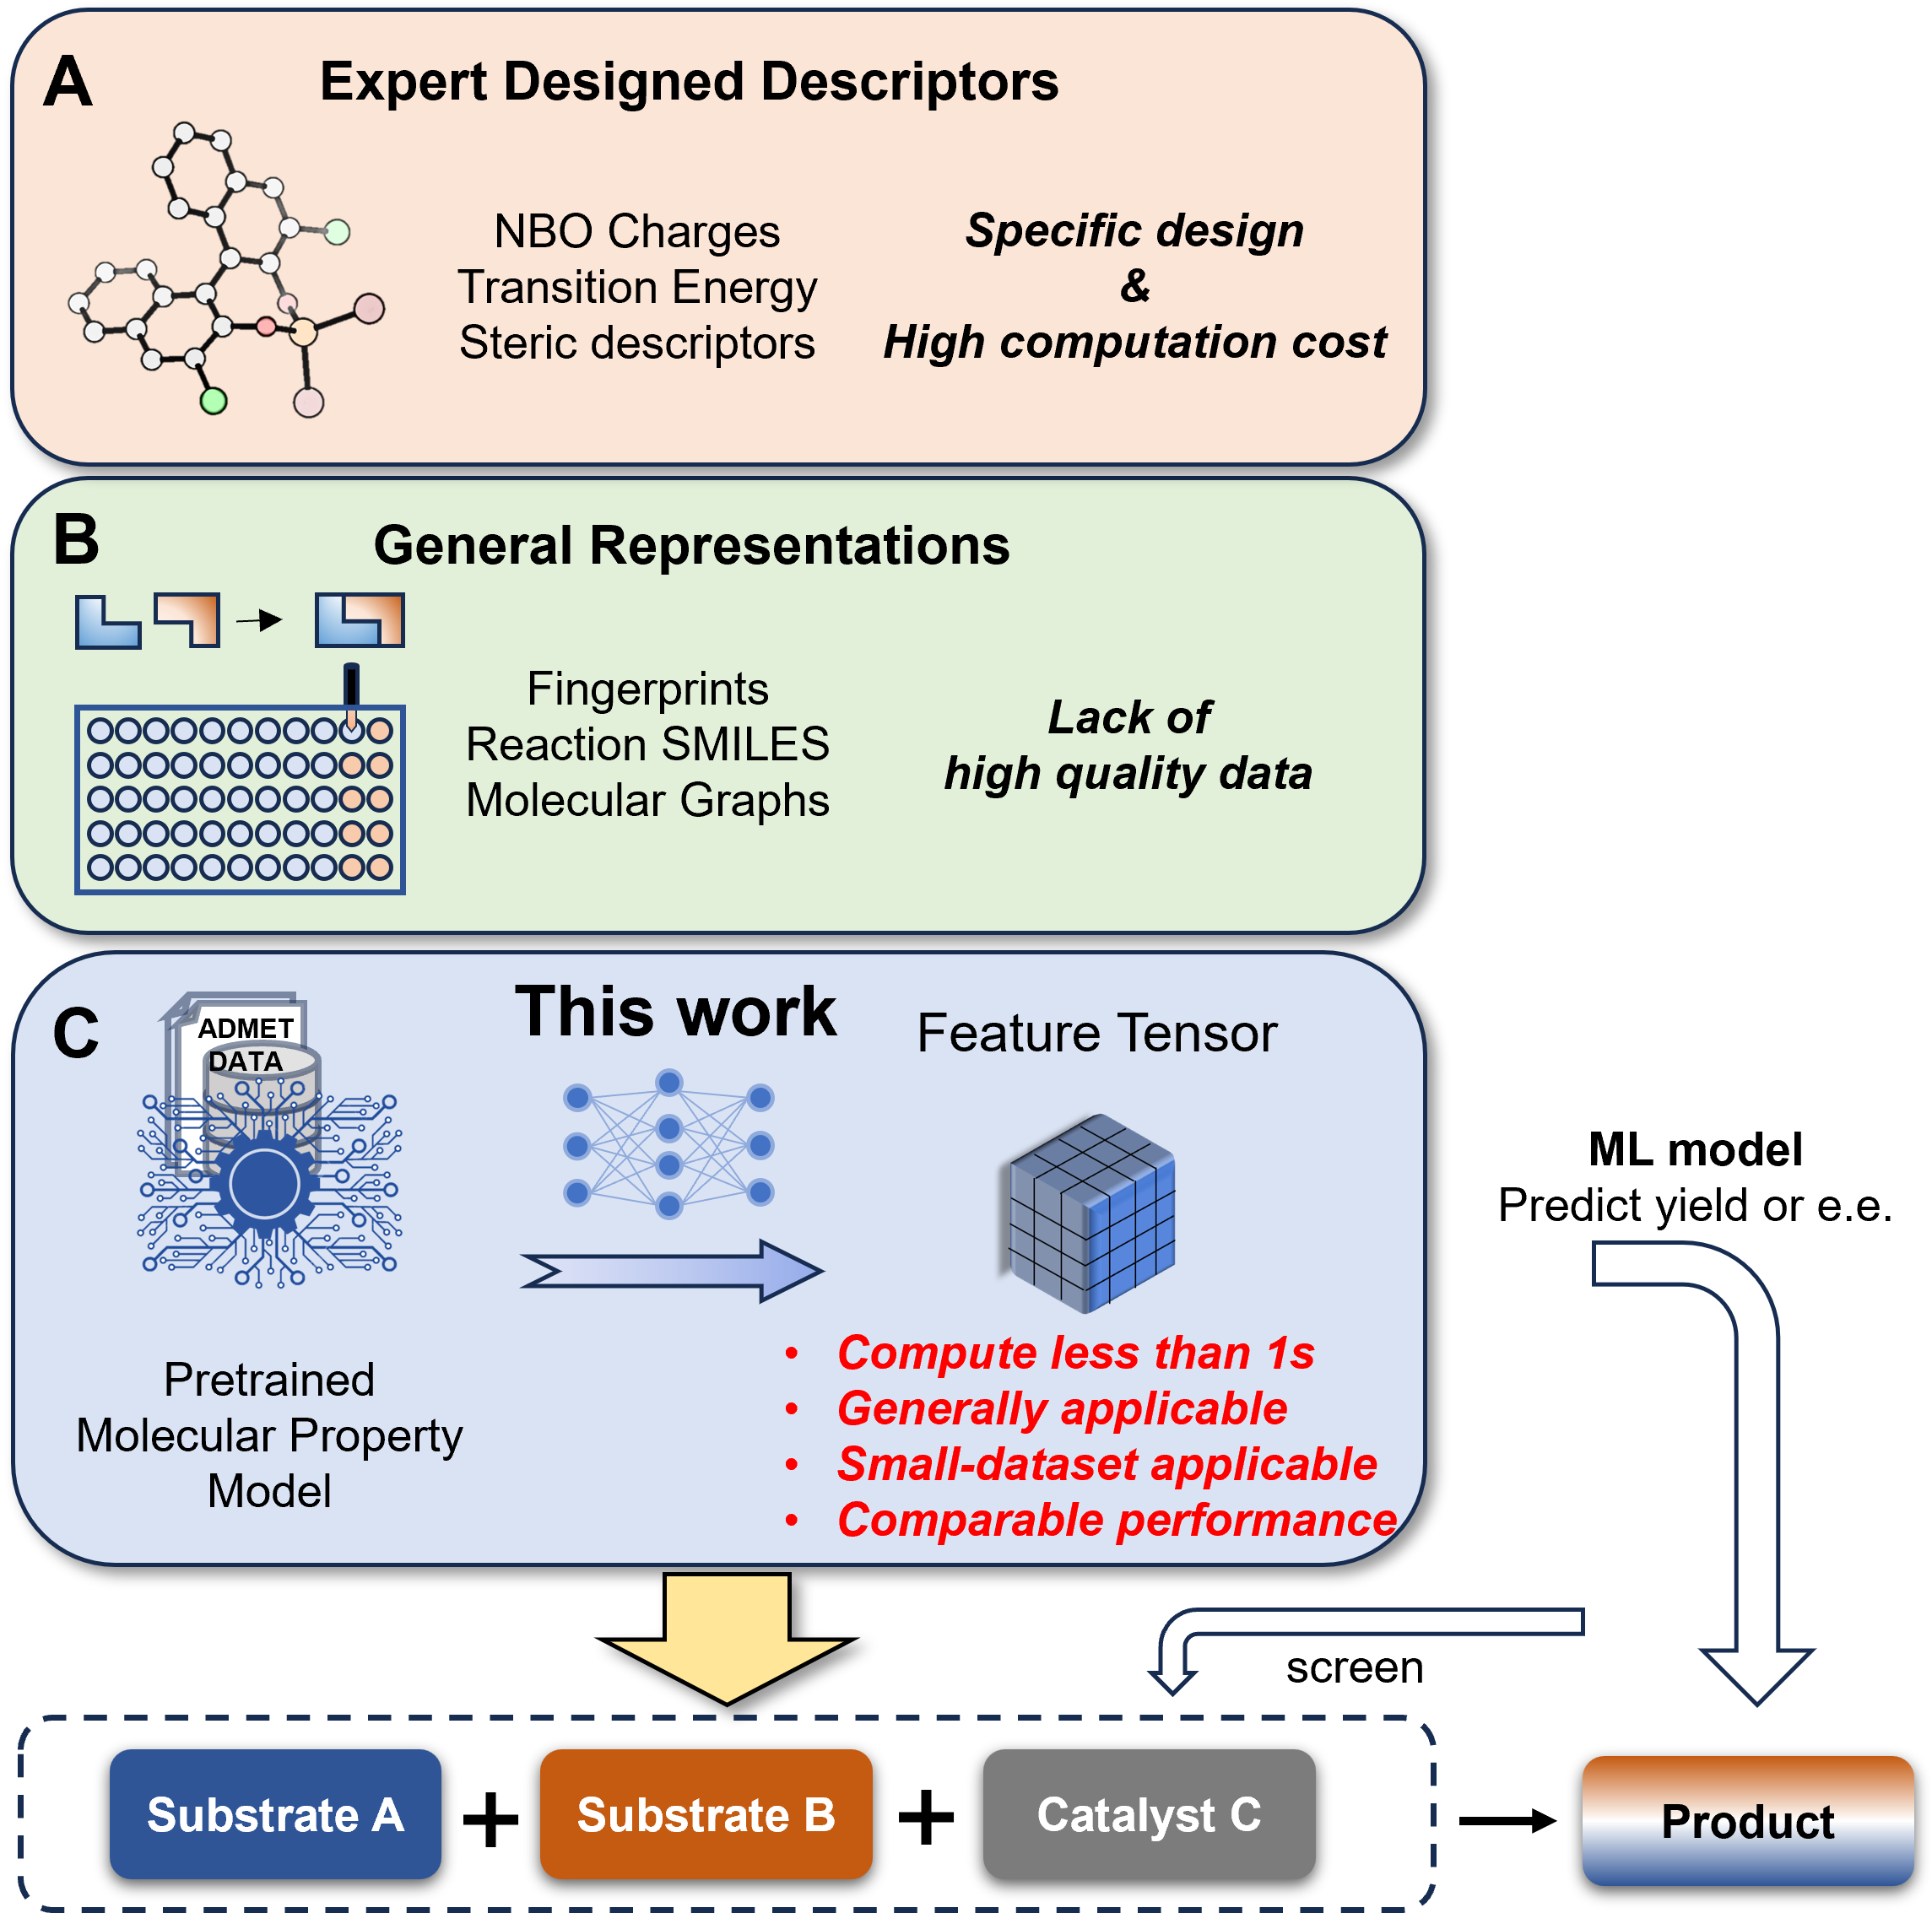 A
Expert Designed Descriptors
NBO Charges
Transition Energy
Steric descriptors
Specific design
&
High computation cost
B
General Representations
Fingerprints
Reaction SMILES
Molecular Graphs
Lack of
high quality data
C
This work
ADMET
DATA
Feature Tensor
Pretrained
Molecular Property
Model
• Compute less than 1s
• Generally applicable
• Small-dataset applicable
• Comparable performance
ML model
Predict yield or e.e.
screen
Substrate A + Substrate B + Catalyst C
Product